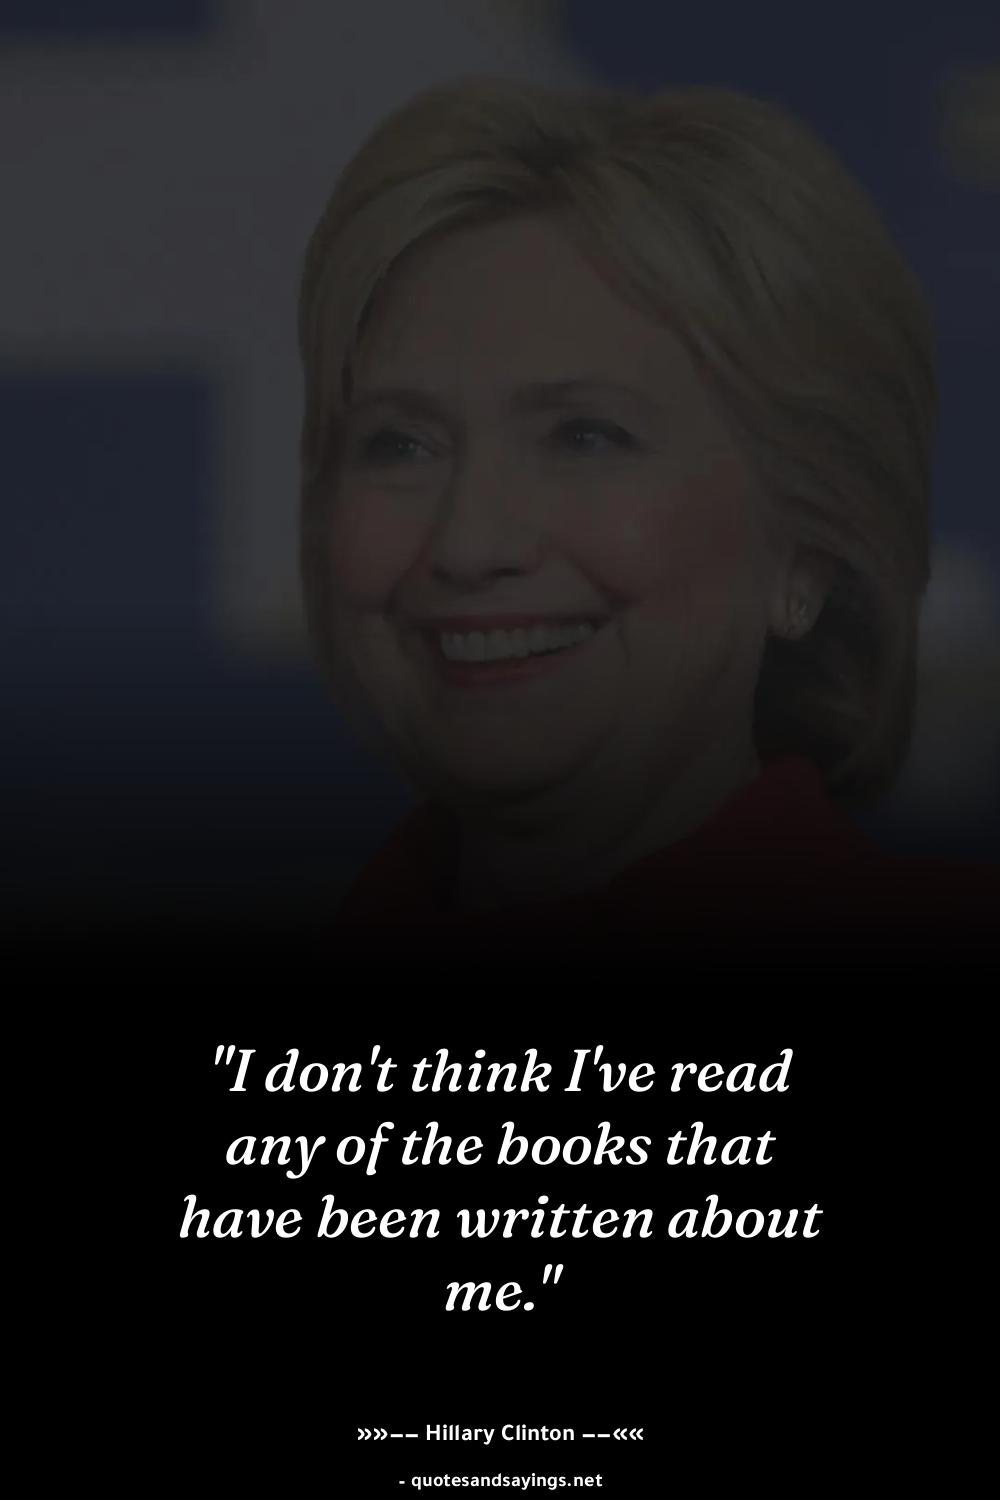 "I don't think I've read
any of the books that
have been written about
me."
»»−− Hillary Clinton −−««
- quotesandsayings.net